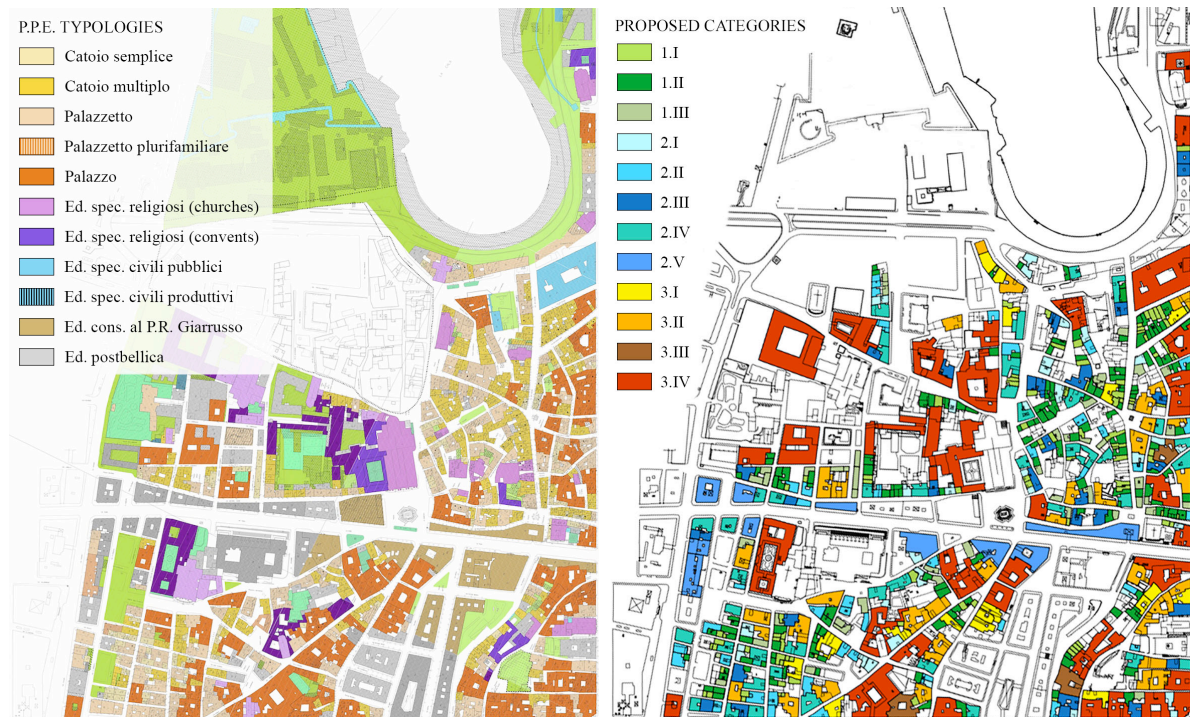 P.P.E. TYPOLOGIES
Catoio semplice
Catoio multiplo
Palazzetto
Palazzetto plurifamiliare
Palazzo
Ed. spec. religiosi (churches)
Ed. spec. religiosi (convents)
Ed. spec. civili pubblici
Ed. spec. civili produttivi
Ed. cons. al P.R. Giarrusso
Ed. postbellica
PROPOSED CATEGORIES
1.I
1.II
1.III
2.I
2.II
2.III
2.IV
2.V
3.I
3.II
3.III
3.IV